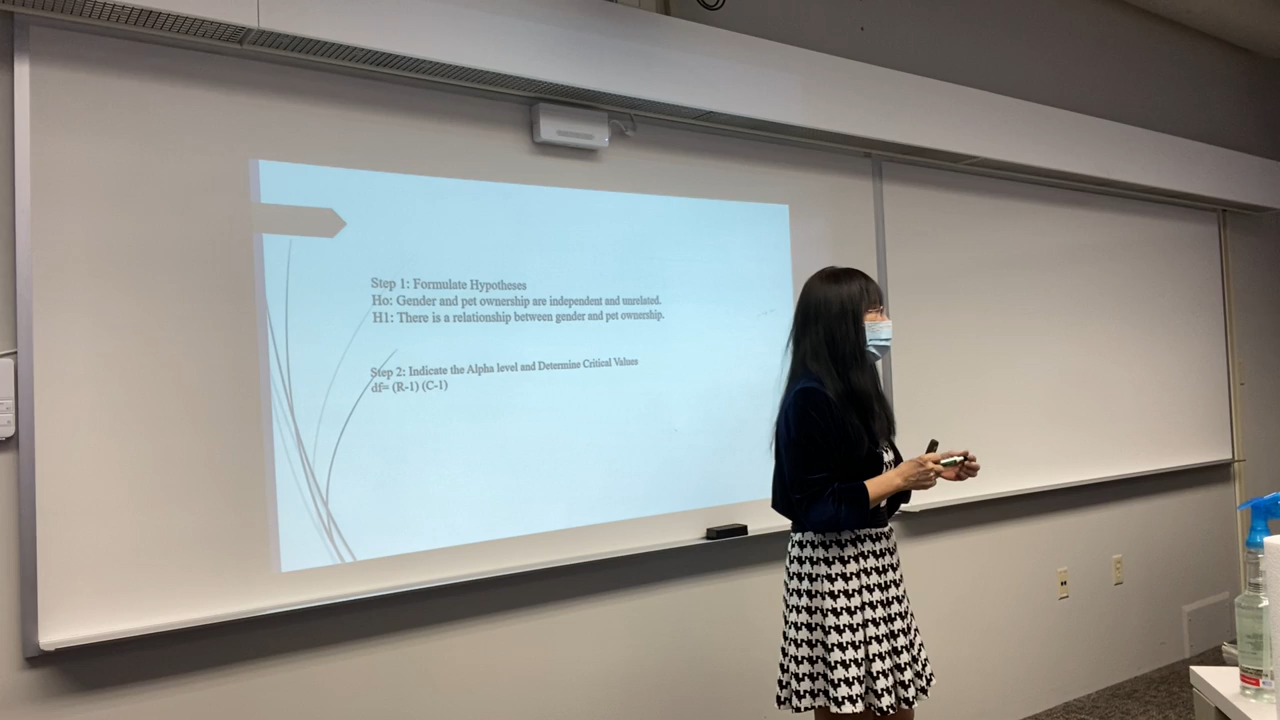 Step 1: Formulate Hypotheses
Ho: Gender and pet ownership are independent and unrelated.
H1: There is a relationship between gender and pet ownership.
Step 2: Indicate the Alpha level and Determine Critical Values
df= (R-1) (C-1)